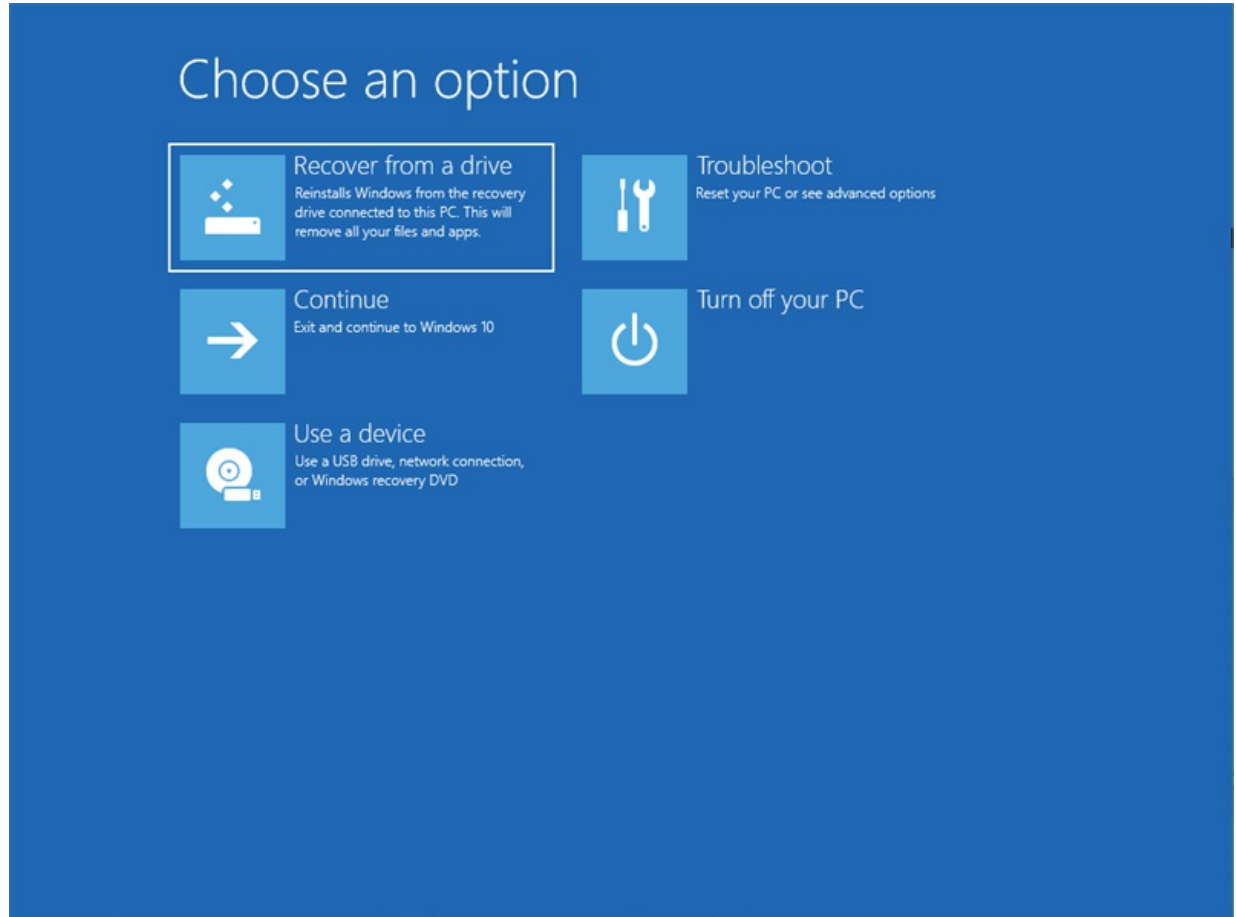 Choose an option
Recover from a drive
Reinstalls Windows from the recovery
drive connected to this PC. This will
remove all your files and apps.
Troubleshoot
Reset your PC or see advanced options
Continue
Exit and continue to Windows 10
Turn off your PC
Use a device
Use a USB drive, network connection,
or Windows recovery DVD